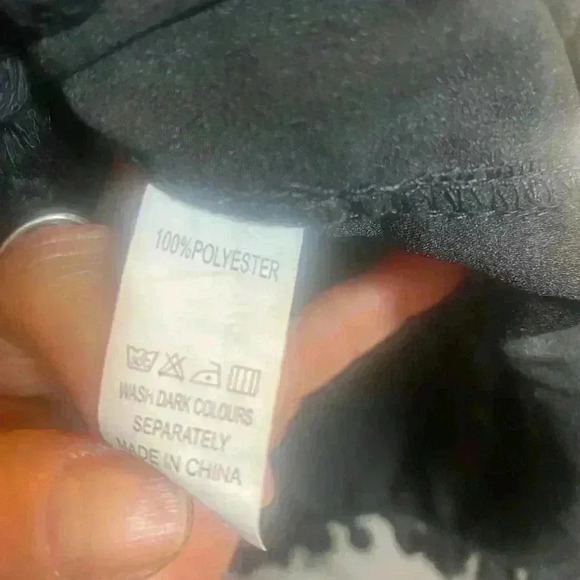 100%POLYESTER
WASH DARK COLOURS
SEPARATELY
MADE IN CHINA